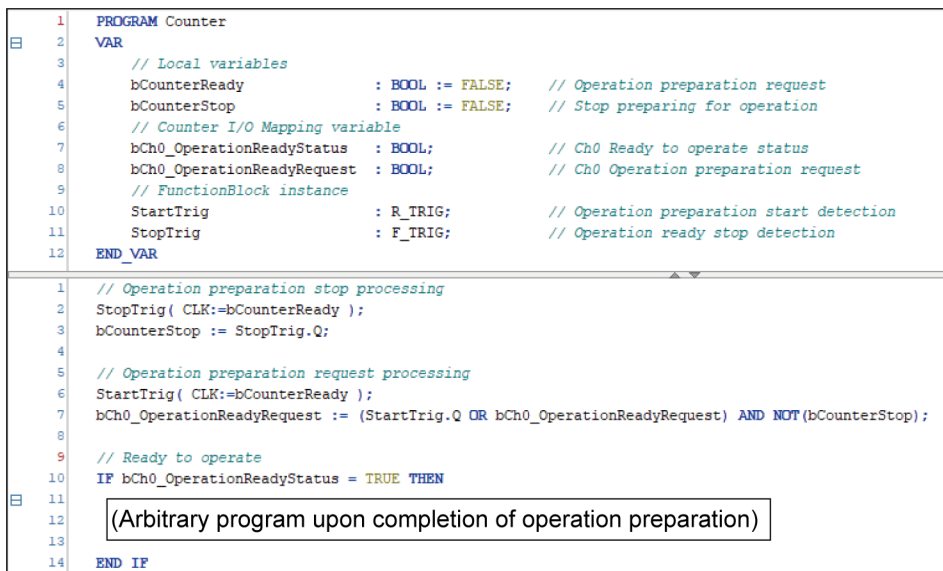 1 PROGRAM Counter
2 VAR
3 // Local variables
4 bCounterReady : BOOL := FALSE; // Operation preparation request
5 bCounterStop : BOOL := FALSE; // Stop preparing for operation
6 // Counter I/O Mapping variable
7 bCh0_OperationReadyStatus : BOOL; // Ch0 Ready to operate status
8 bCh0_OperationReadyRequest : BOOL; // Ch0 Operation preparation request
9 // FunctionBlock instance
10 StartTrig : R_TRIG; // Operation preparation start detection
11 StopTrig : F_TRIG; // Operation ready stop detection
12 END_VAR
1 // Operation preparation stop processing
2 StopTrig( CLK:=bCounterReady );
3 bCounterStop := StopTrig.Q;
4
5 // Operation preparation request processing
6 StartTrig( CLK:=bCounterReady );
7 bCh0_OperationReadyRequest := (StartTrig.Q OR bCh0_OperationReadyRequest) AND NOT(bCounterStop);
8
9 // Ready to operate
10 IF bCh0_OperationReadyStatus = TRUE THEN
11
12 (Arbitrary program upon completion of operation preparation)
13
14 END IF